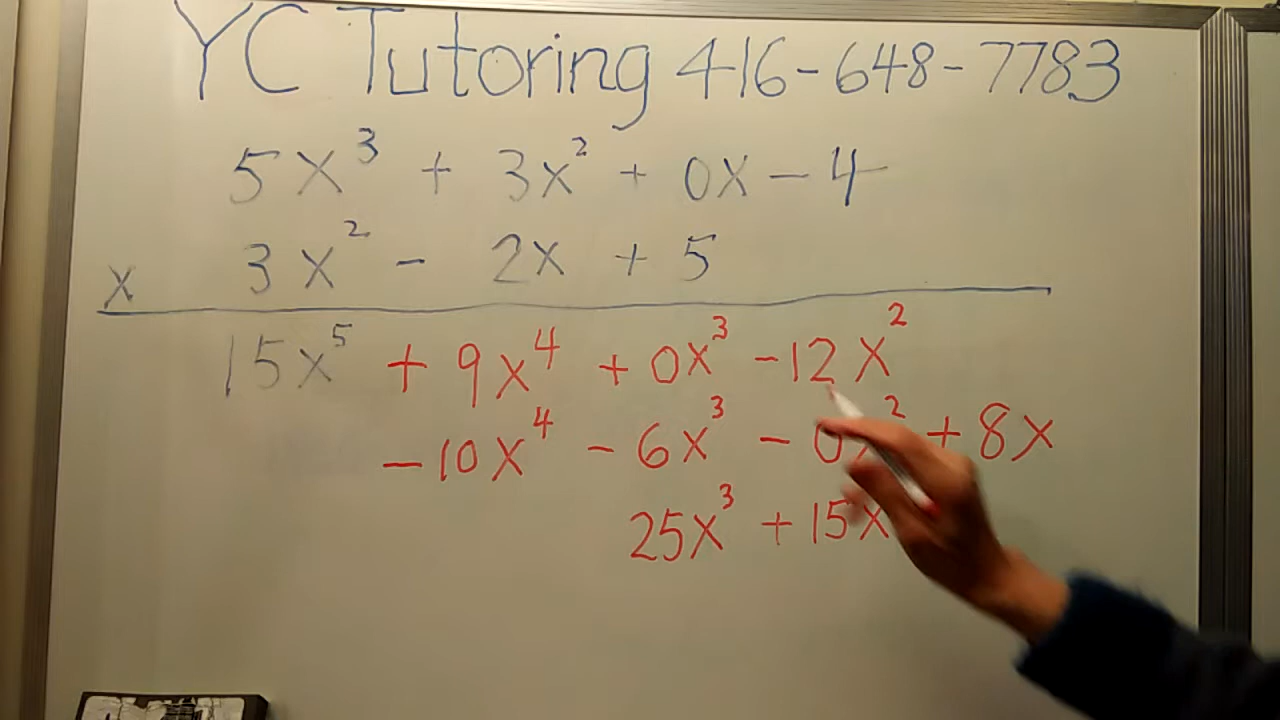 YC Tutoring 416-648-7783
5x³ + 3x² + 0x - 4
x 3x² - 2x + 5
15x⁵ + 9x⁴ + 0x³ - 12x²
- 10x⁴ - 6x³ - 0x² + 8x
25x³ + 15x